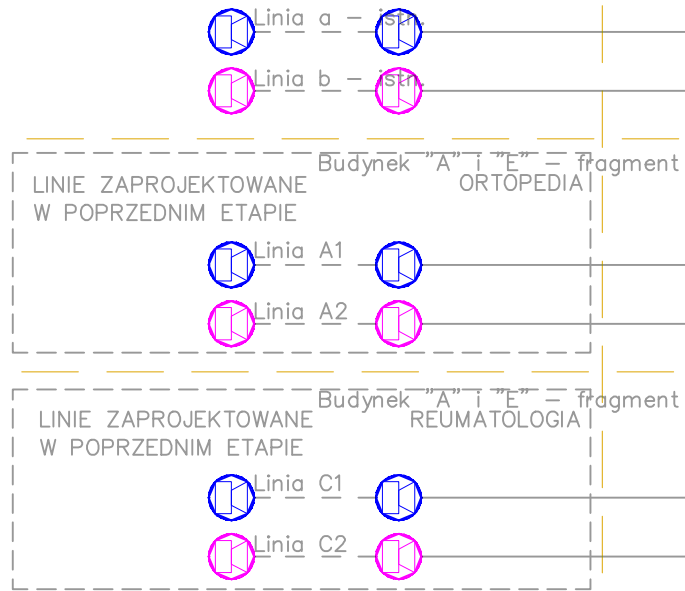 Linia a – istn.
Linia b – istn.
Budynek "A" i "E" – fragment
ORTOPEDIA
LINIE ZAPROJEKTOWANE
W POPRZEDNIM ETAPIE
Linia A1
Linia A2
Budynek "A" i "E" – fragment
REUMATOLOGIA
LINIE ZAPROJEKTOWANE
W POPRZEDNIM ETAPIE
Linia C1
Linia C2